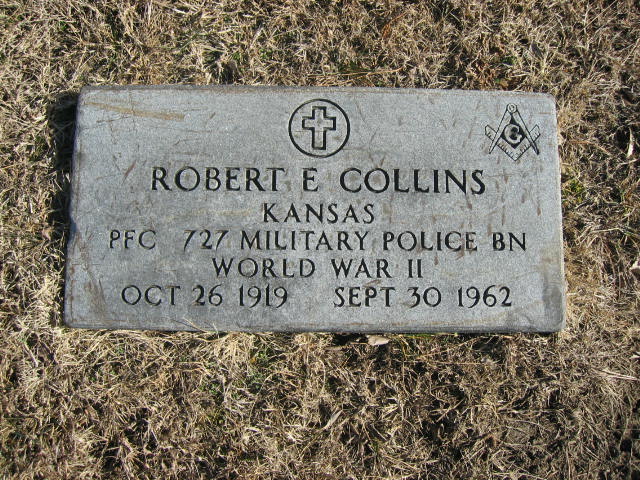 G
ROBERT E COLLINS
KANSAS
PFC 727 MILITARY POLICE BN
WORLD WAR II
OCT 26 1919 SEPT 30 1962